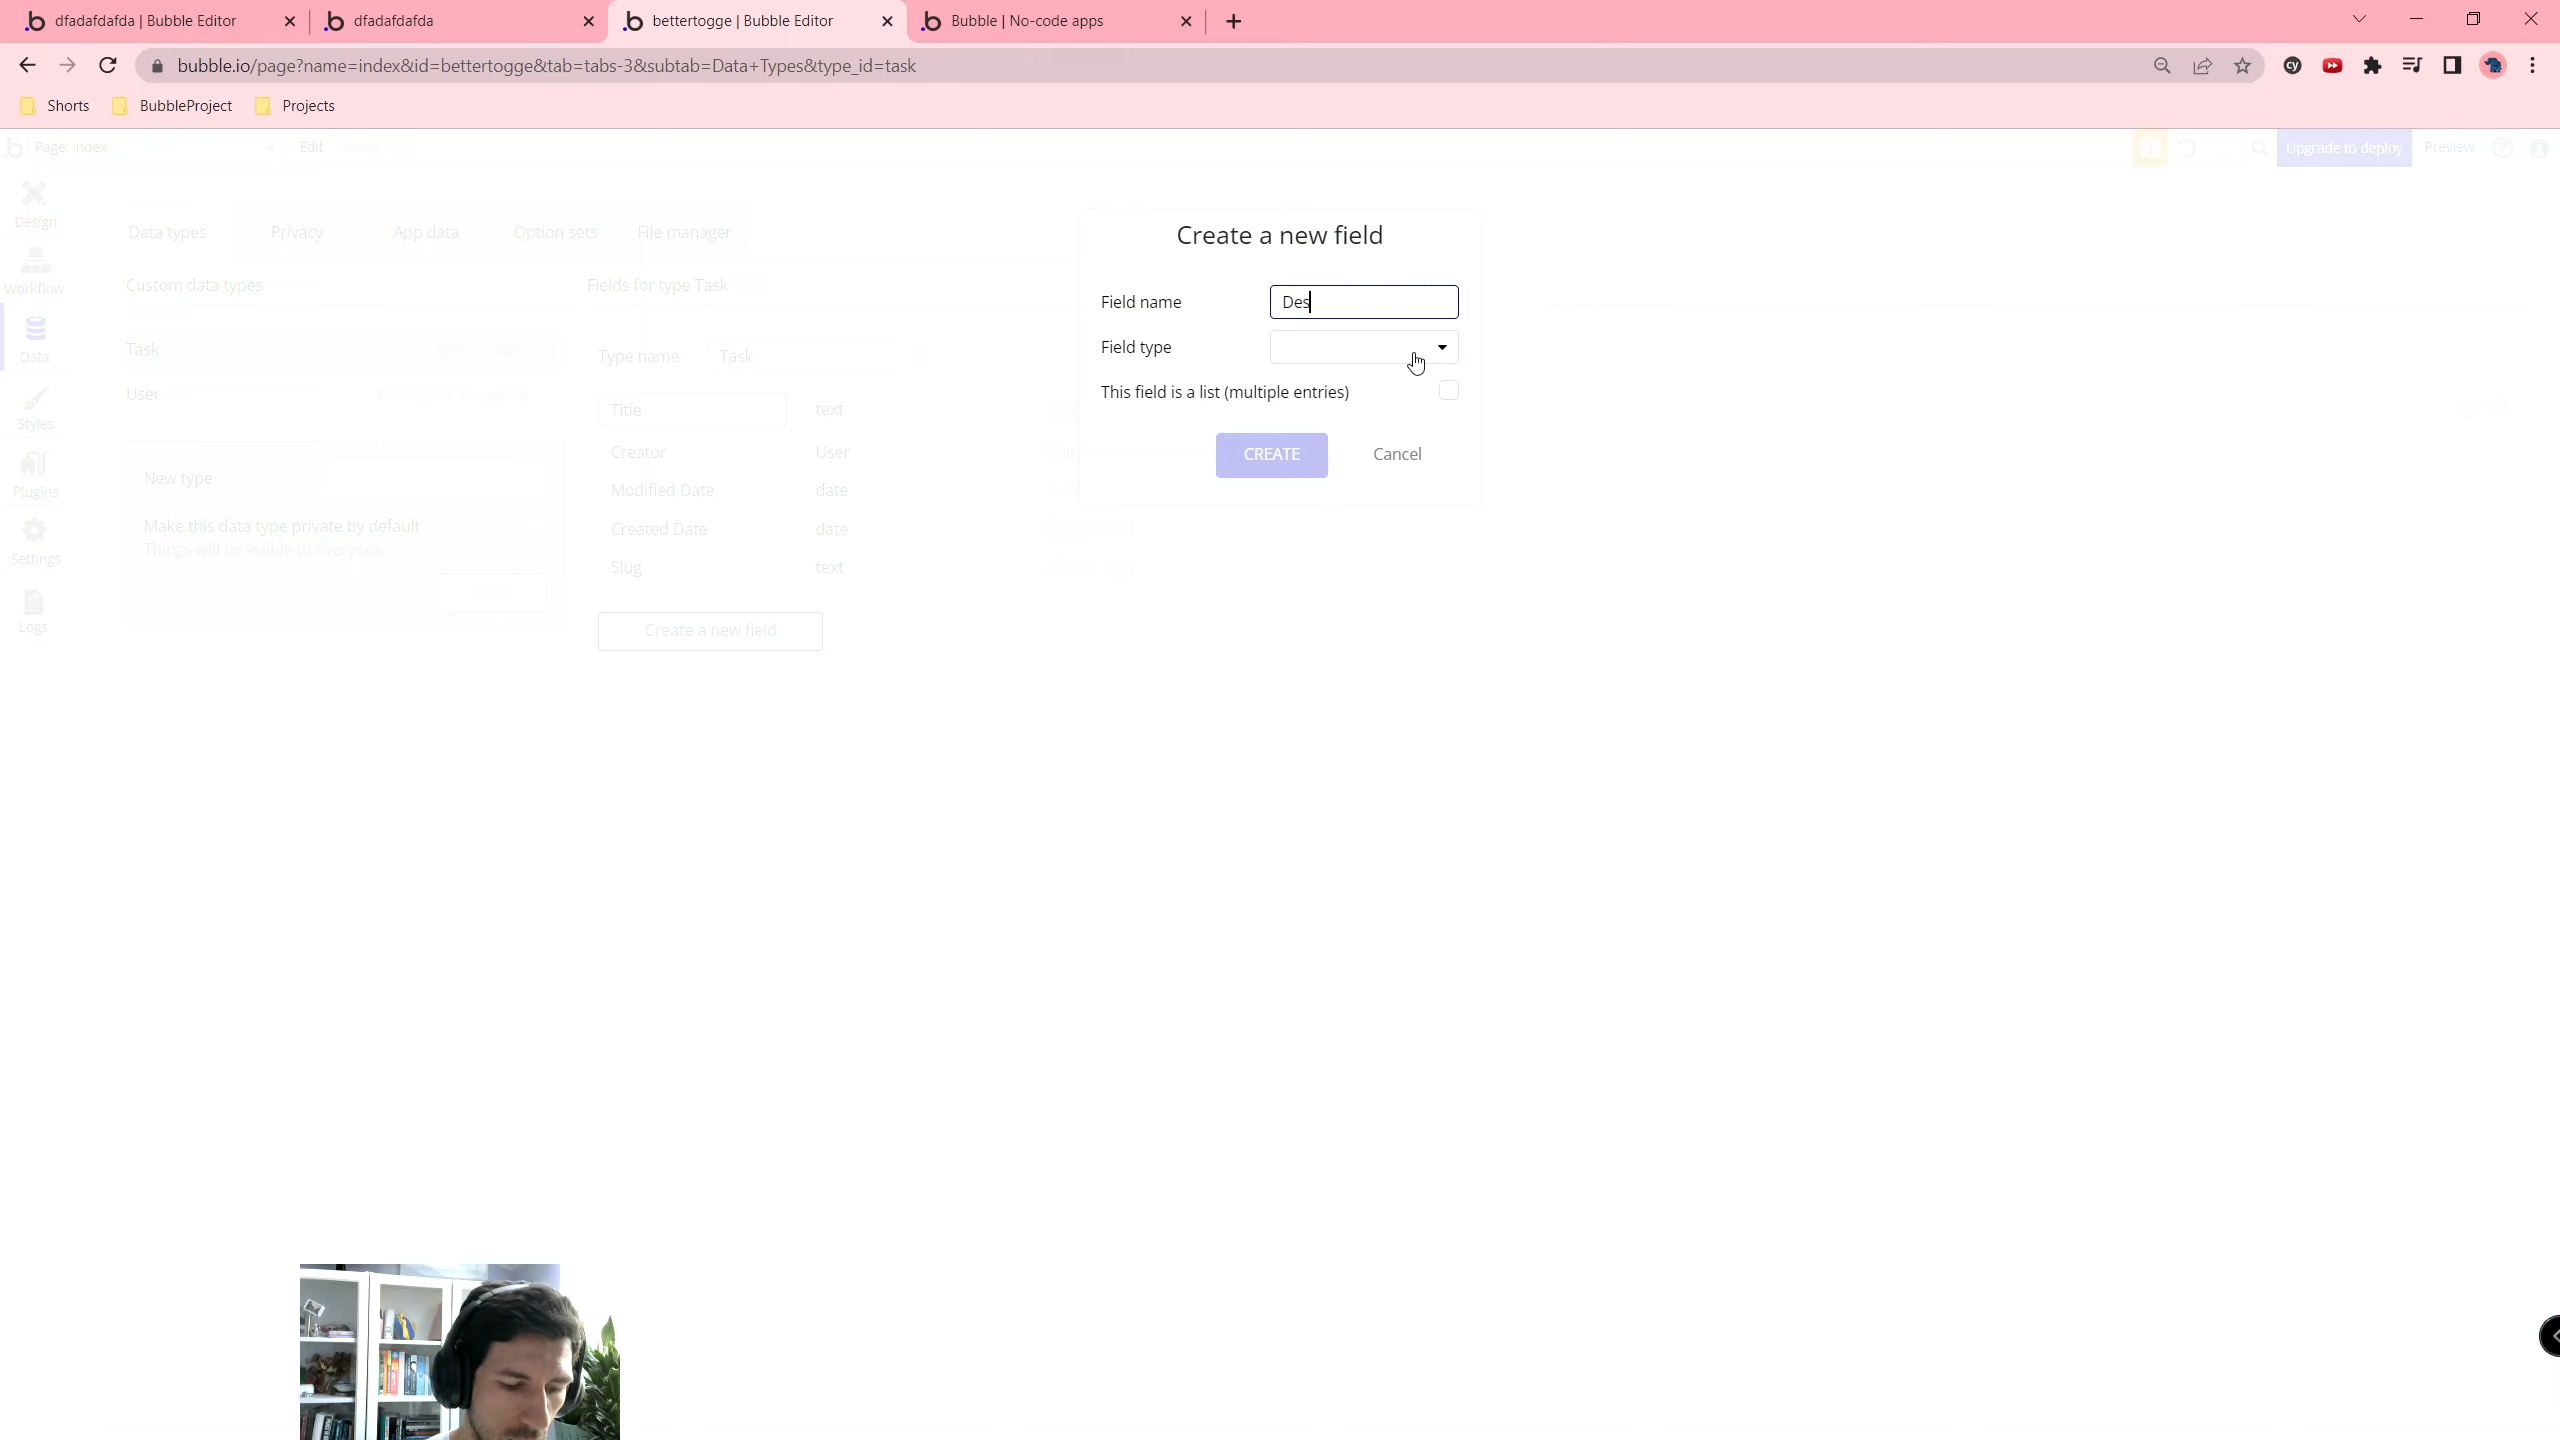 dfadafdafda | Bubble Editor
dfadafdafda
bettertogge | Bubble Editor
Bubble | No-code apps
bubble.io/page?name=index&id=bettertogge&tab=tabs-3&subtab=Data+Types&type_id=task
cy
Shorts
BubbleProject
Projects
Page: index
Edit
Upgrade to deploy
Preview
Design
Workflow
Data
Styles
Plugins
Settings
Logs
Data types
Privacy
App data
Option sets
File manager
Custom data types
Task
User
New type
Make this data type private by default
Things will be visible to everyone
Fields for type Task
Type name
Task
Title
text
Creator
User
Modified Date
date
Created Date
date
Slug
text
Create a new field
Create a new field
Field name
Des
Field type
This field is a list (multiple entries)
CREATE
Cancel